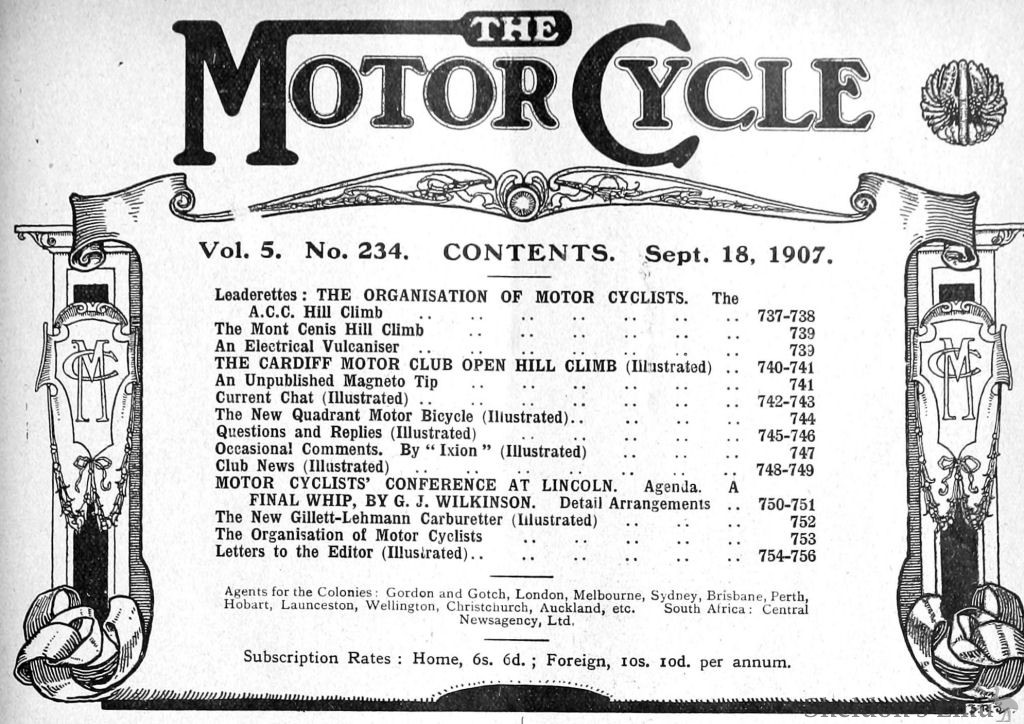 THE
MOTOR CYCLE
Vol. 5. No. 234. CONTENTS. Sept. 18, 1907.
Leaderettes : THE ORGANISATION OF MOTOR CYCLISTS. The
A.C.C. Hill Climb .. .. .. .. .. .. .. 737-738
The Mont Cenis Hill Climb .. .. .. .. .. 739
An Electrical Vulcaniser .. .. .. .. .. .. 739
THE CARDIFF MOTOR CLUB OPEN HILL CLIMB (Illustrated) .. 740-741
An Unpublished Magneto Tip .. .. .. .. .. 741
Current Chat (Illustrated) .. .. .. .. .. .. 742-743
The New Quadrant Motor Bicycle (Illustrated).. .. .. .. 744
Questions and Replies (Illustrated) .. .. .. .. .. 745-746
Occasional Comments. By “ Ixion ” (Illustrated) .. .. .. 747
Club News (Illustrated) .. .. .. .. .. .. .. 748-749
MOTOR CYCLISTS’ CONFERENCE AT LINCOLN. Agenda. A
FINAL WHIP, BY G. J. WILKINSON. Detail Arrangements .. 750-751
The New Gillett-Lehmann Carburetter (Illustrated) .. .. .. 752
The Organisation of Motor Cyclists .. .. .. .. .. 753
Letters to the Editor (Illustrated).. .. .. .. .. .. 754-756
Agents for the Colonies : Gordon and Gotch, London, Melbourne, Sydney, Brisbane, Perth,
Hobart, Launceston, Wellington, Christchurch, Auckland, etc. South Africa : Central
Newsagency, Ltd.
Subscription Rates : Home, 6s. 6d. ; Foreign, 10s. 10d. per annum.